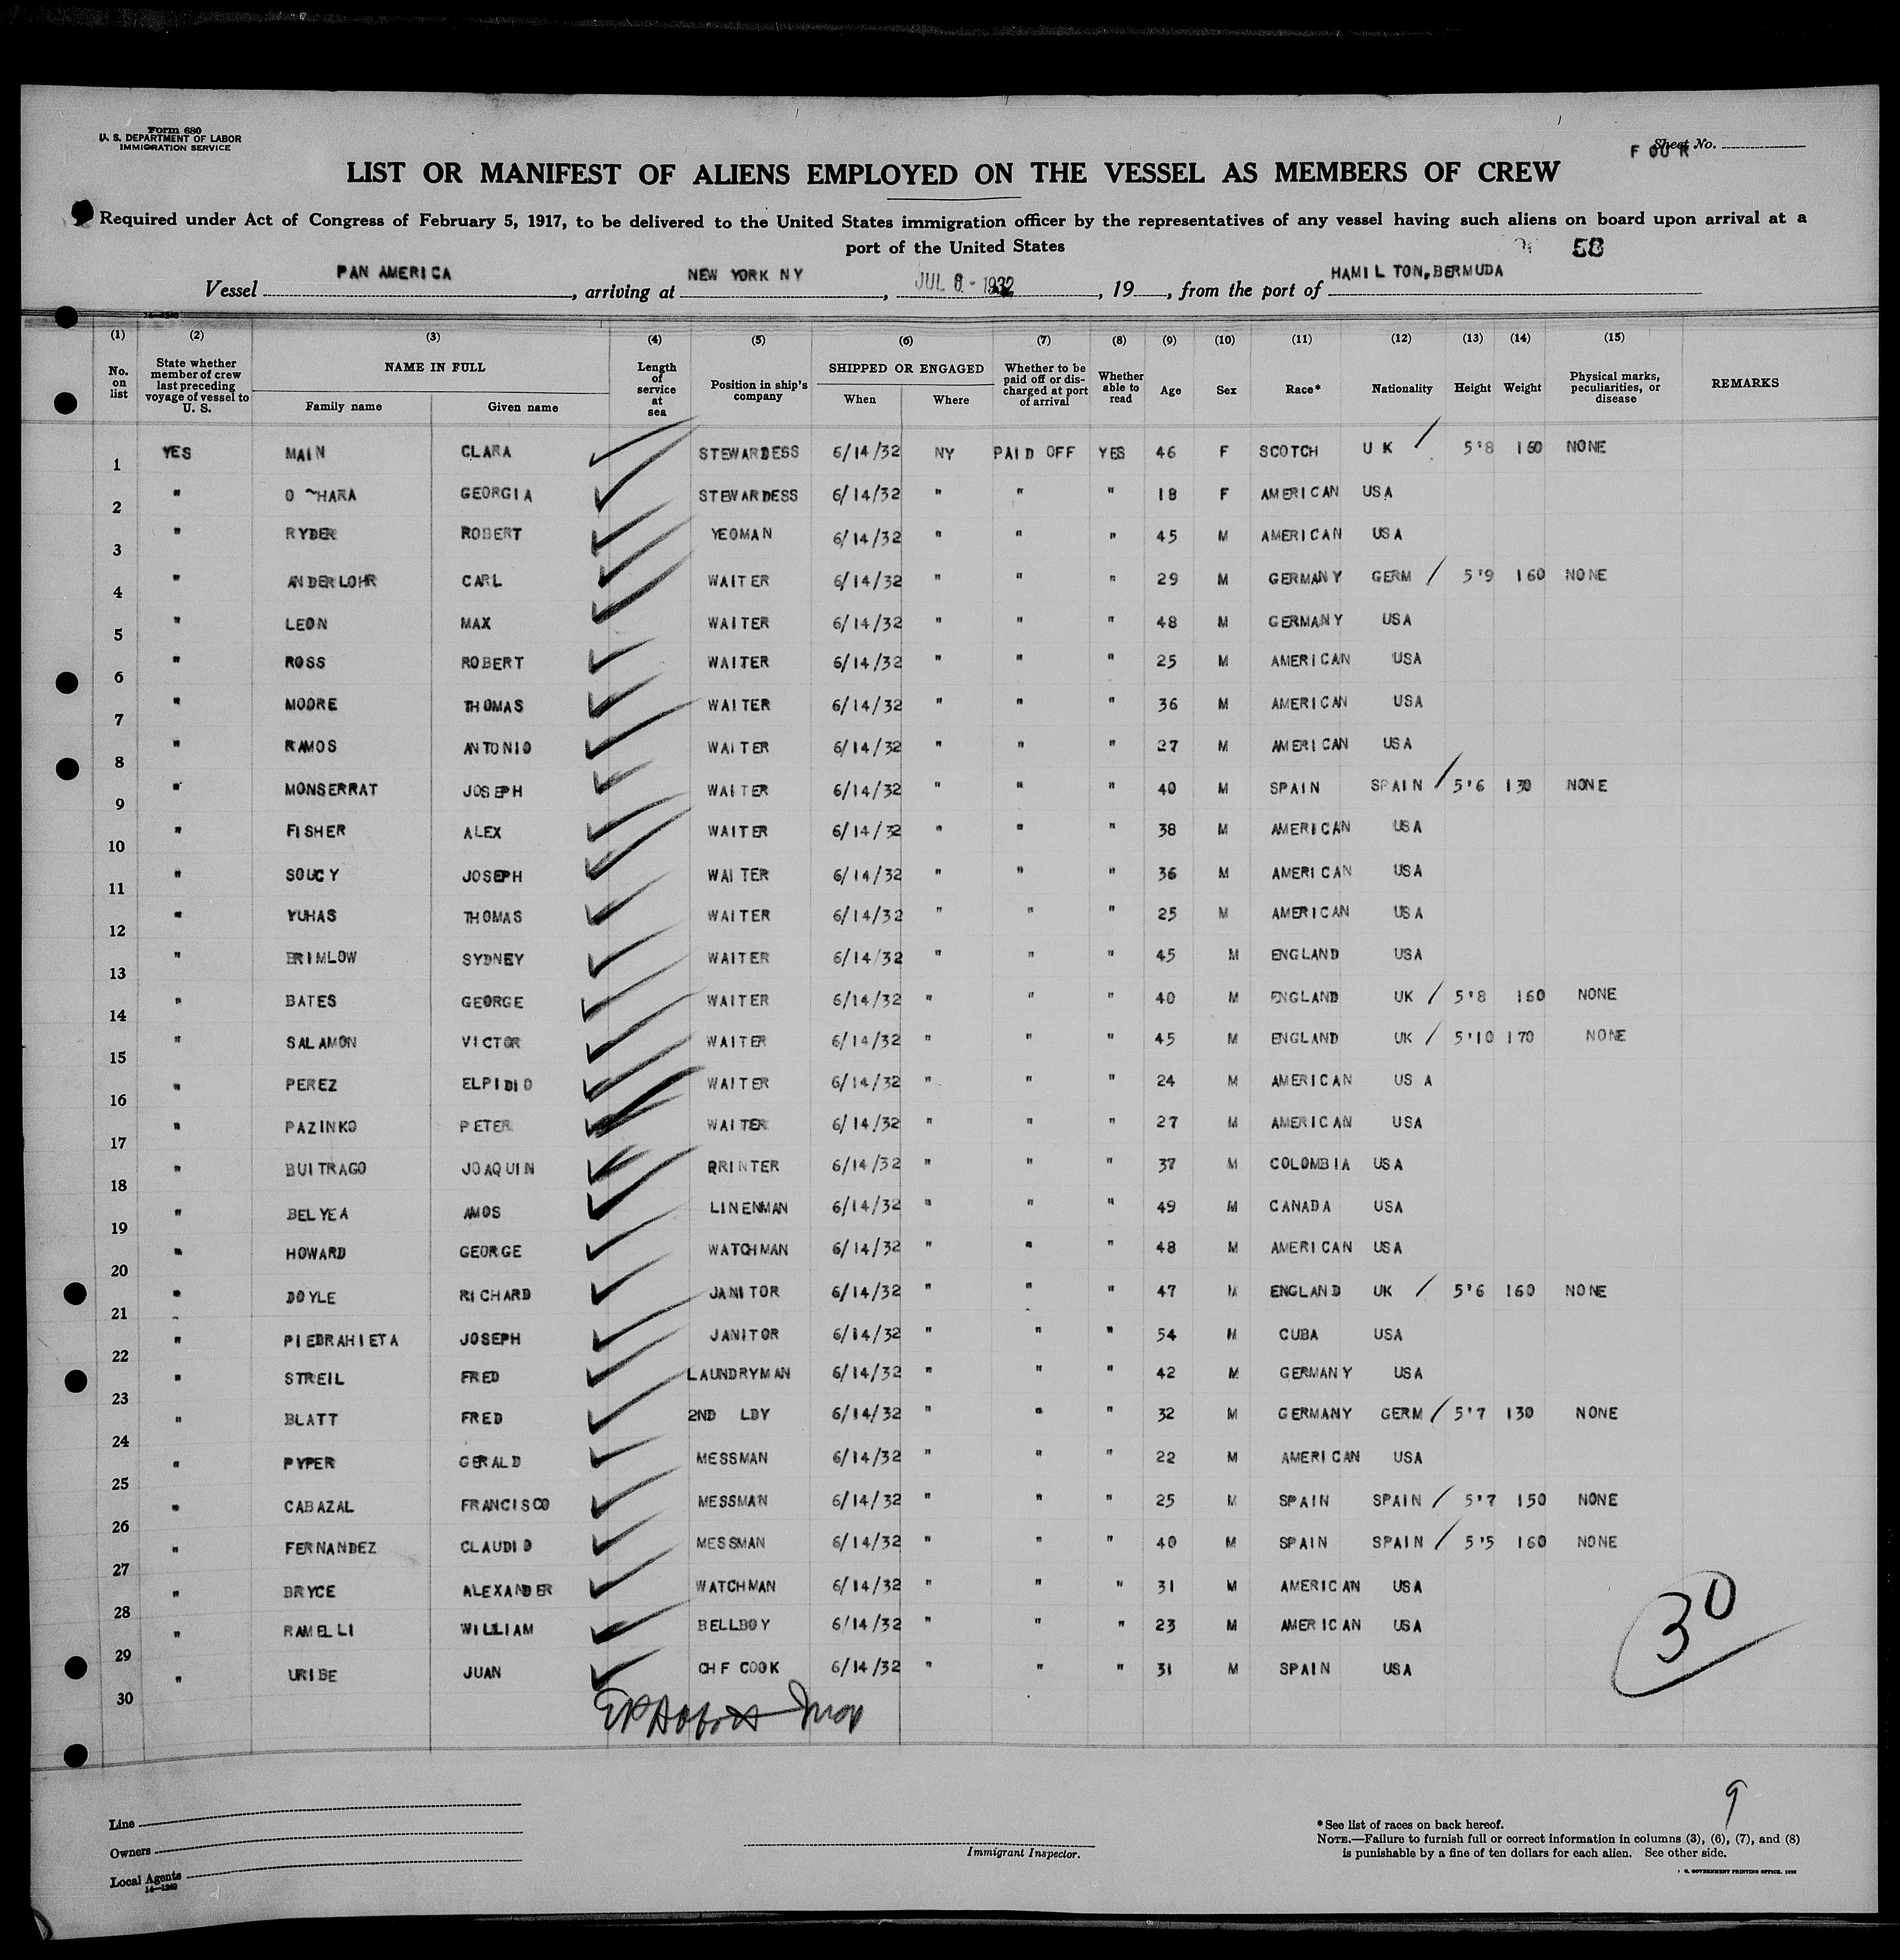 Form 680
U. S. DEPARTMENT OF LABOR
IMMIGRATION SERVICE
Sheet No.
F OU R
LIST OR MANIFEST OF ALIENS EMPLOYED ON THE VESSEL AS MEMBERS OF CREW
Required under Act of Congress of February 5, 1917, to be delivered to the United States immigration officer by the representatives of any vessel having such aliens on board upon arrival at a
port of the United States
58
Vessel PAN AMERICA, arriving at NEW YORK NY, JUL 6 - 1932, 19, from the port of HAMIL TON, BERMUDA
(1) (2) (3) (4) (5) (6) (7) (8) (9) (10) (11) (12) (13) (14) (15)
No. on list State whether member of crew last preceding voyage of vessel to U. S. NAME IN FULL Family name Given name Length of service at sea Position in ship's company SHIPPED OR ENGAGED When Where Whether to be paid off or discharged at port of arrival Whether able to read Age Sex Race* Nationality Height Weight Physical marks, peculiarities, or disease REMARKS
1 YES MAIN CLARA STEWARDESS 6/14/32 NY PAID OFF YES 46 F SCOTCH U K / 5'8 160 NONE
2 " O ~HARA GEORGIA STEWARDESS 6/14/32 " " " 18 F AMERICAN USA
3 " RYDER ROBERT YEOMAN 6/14/32 " " " 45 M AMERICAN USA
4 " ANDERLOHR CARL WAITER 6/14/32 " " " 29 M GERMANY GERM / 5'9 160 NONE
5 " LEON MAX WAITER 6/14/32 " " " 48 M GERMANY USA
6 " ROSS ROBERT WAITER 6/14/32 " " " 25 M AMERICAN USA
7 " MOORE THOMAS WAITER 6/14/32 " " " 36 M AMERICAN USA
8 " RAMOS ANTONIO WAITER 6/14/32 " " " 27 M AMERICAN USA
9 " MONSERRAT JOSEPH WAITER 6/14/32 " " " 40 M SPAIN SPAIN / 5'6 130 NONE
10 " FISHER ALEX WAITER 6/14/32 " " " 38 M AMERICAN USA
11 " SOUCY JOSEPH WAITER 6/14/32 " " " 36 M AMERICAN USA
12 " YUHAS THOMAS WAITER 6/14/32 " " " 25 M AMERICAN USA
13 " BRIMLOW SYDNEY WAITER 6/14/32 " " " 45 M ENGLAND USA
14 " BATES GEORGE WAITER 6/14/32 " " " 40 M ENGLAND UK / 5'8 160 NONE
15 " SALAMON VICTOR WAITER 6/14/32 " " " 45 M ENGLAND UK / 5'10 170 NONE
16 " PEREZ ELPIDIO WAITER 6/14/32 " " " 24 M AMERICAN US A
17 " PAZINKO PETER WAITER 6/14/32 " " " 27 M AMERICAN USA
18 " BUITRAGO JOAQUIN PRINTER 6/14/32 " " " 37 M COLOMBIA USA
19 " BELYEA AMOS LINENMAN 6/14/32 " " " 49 M CANADA USA
20 " HOWARD GEORGE WATCHMAN 6/14/32 " " " 48 M AMERICAN USA
21 " DOYLE RICHARD JANITOR 6/14/32 " " " 47 M ENGLAND UK / 5'6 160 NONE
22 " PIEDRAHIETA JOSEPH JANITOR 6/14/32 " " " 54 M CUBA USA
23 " STREIL FRED LAUNDRYMAN 6/14/32 " " " 42 M GERMANY USA
24 " BLATT FRED 2ND LDY 6/14/32 " " " 32 M GERMANY GERM / 5'7 130 NONE
25 " PYPER GERALD MESSMAN 6/14/32 " " " 22 M AMERICAN USA
26 " CABAZAL FRANCISCO MESSMAN 6/14/32 " " " 25 M SPAIN SPAIN / 5'7 150 NONE
27 " FERNANDEZ CLAUDIO MESSMAN 6/14/32 " " " 40 M SPAIN SPAIN / 5'5 160 NONE
28 " BRYCE ALEXANDER WATCHMAN 6/14/32 " " " 31 M AMERICAN USA
29 " RAMELLI WILLIAM BELLBOY 6/14/32 " " " 23 M AMERICAN USA
30 " URIBE JUAN CHF COOK 6/14/32 " " " 31 M SPAIN USA
30
9
Line
Owners
Local Agents
14—1240
Immigrant Inspector.
*See list of races on back hereof.
NOTE.—Failure to furnish full or correct information in columns (3), (6), (7), and (8)
is punishable by a fine of ten dollars for each alien. See other side.